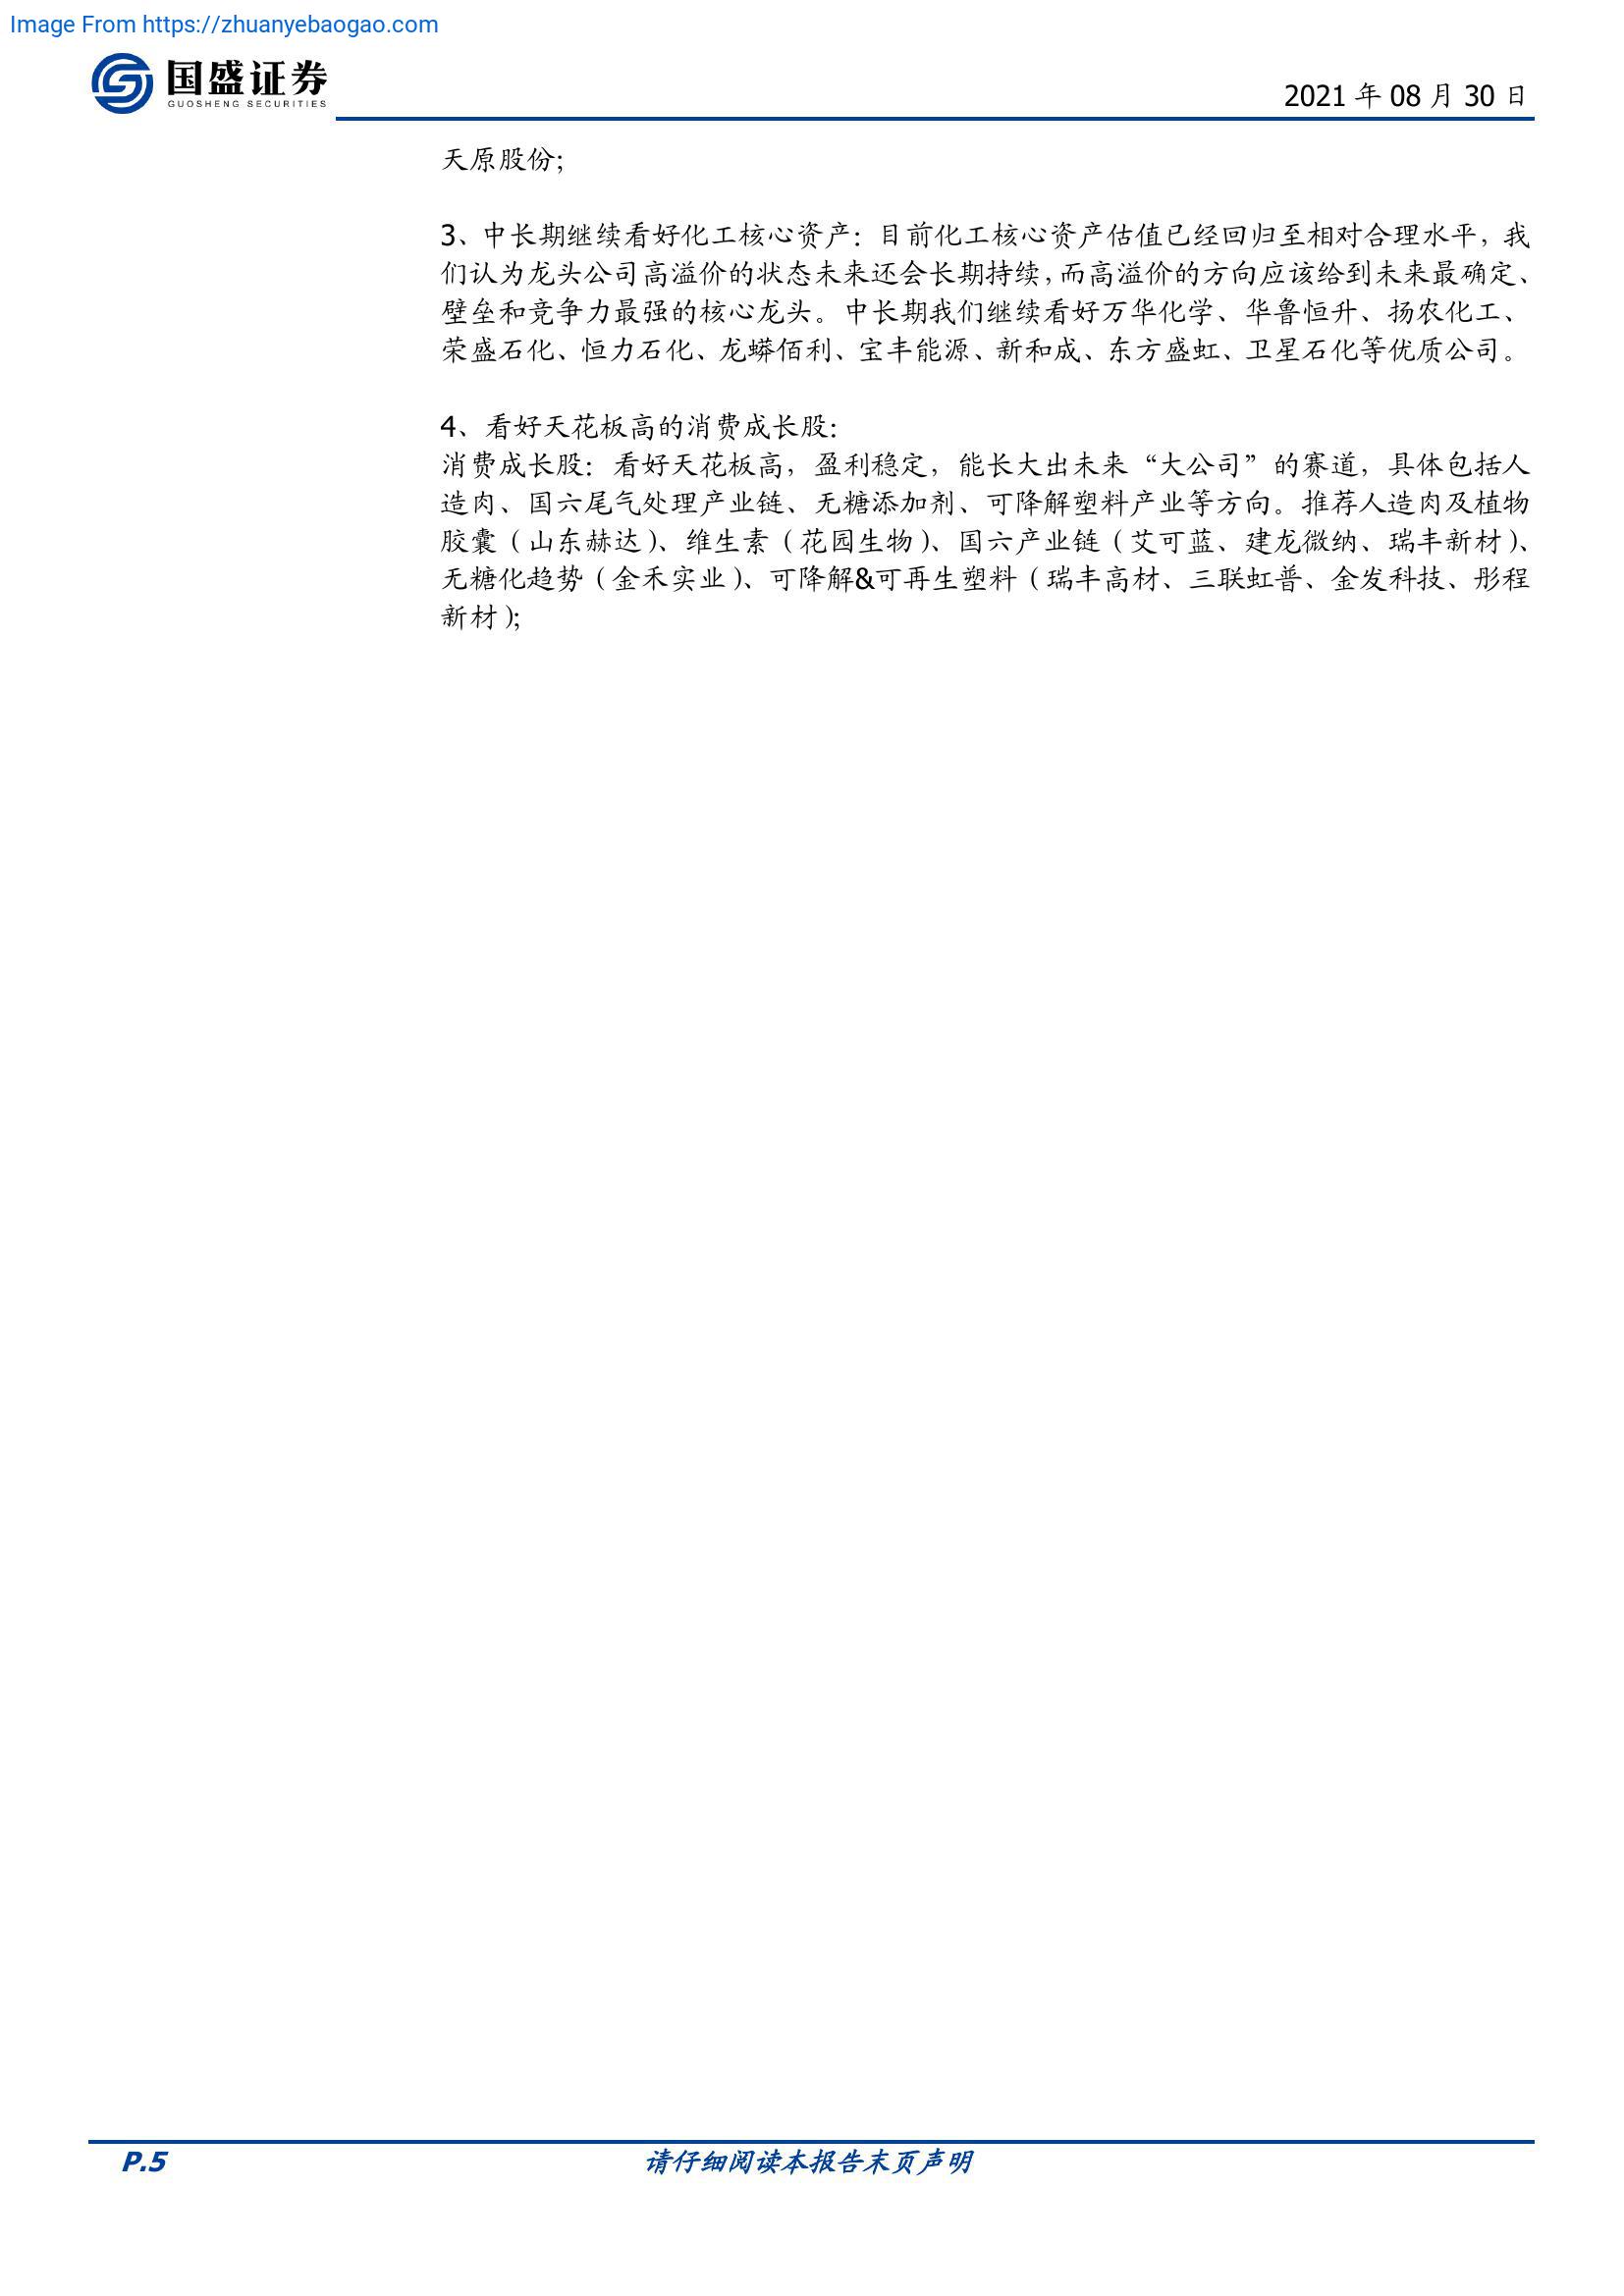 Image From https://zhuanyebaogao.com
国盛证券
GUOSHENG SECURITIES
2021 年 08 月 30 日
天原股份；
3、中长期继续看好化工核心资产：目前化工核心资产估值已经回归至相对合理水平，我
们认为龙头公司高溢价的状态未来还会长期持续，而高溢价的方向应该给到未来最确定、
壁垒和竞争力最强的核心龙头。中长期我们继续看好万华化学、华鲁恒升、扬农化工、
荣盛石化、恒力石化、龙蟒佰利、宝丰能源、新和成、东方盛虹、卫星石化等优质公司。
4、看好天花板高的消费成长股：
消费成长股：看好天花板高，盈利稳定，能长大出未来“大公司”的赛道，具体包括人
造肉、国六尾气处理产业链、无糖添加剂、可降解塑料产业等方向。推荐人造肉及植物
胶囊（山东赫达）、维生素（花园生物）、国六产业链（艾可蓝、建龙微纳、瑞丰新材）、
无糖化趋势（金禾实业）、可降解&可再生塑料（瑞丰高材、三联虹普、金发科技、彤程
新材）；
P.5
请仔细阅读本报告末页声明